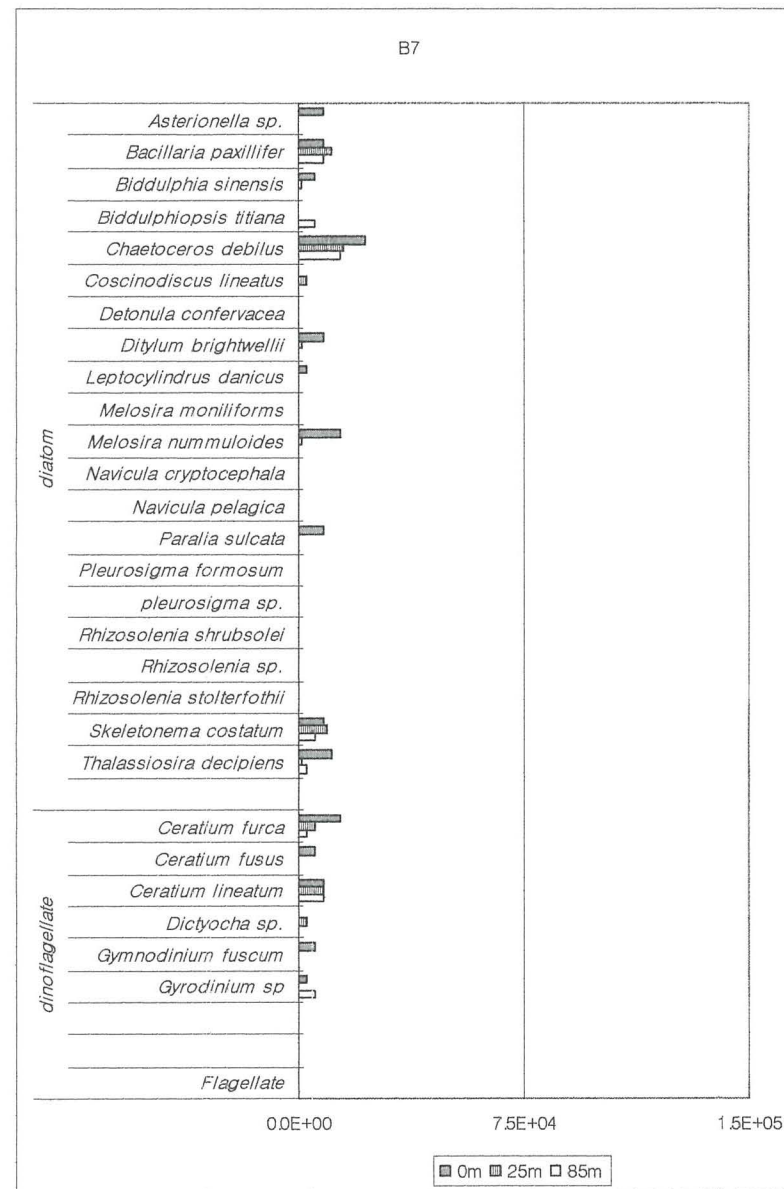 B7
diatom
Asterionella sp.
Bacillaria paxillifer
Biddulphia sinensis
Biddulphiopsis titiana
Chaetoceros debilus
Coscinodiscus lineatus
Detonula confervacea
Ditylum brightwellii
Leptocylindrus danicus
Melosira moniliforms
Melosira nummuloides
Navicula cryptocephala
Navicula pelagica
Paralia sulcata
Pleurosigma formosum
pleurosigma sp.
Rhizosolenia shrubsolei
Rhizosolenia sp.
Rhizosolenia stolterfothii
Skeletonema costatum
Thalassiosira decipiens
dinoflagellate
Ceratium furca
Ceratium fusus
Ceratium lineatum
Dictyocha sp.
Gymnodinium fuscum
Gyrodinium sp
Flagellate
0.0E+00 7.5E+04 1.5E+05
0m 25m 85m